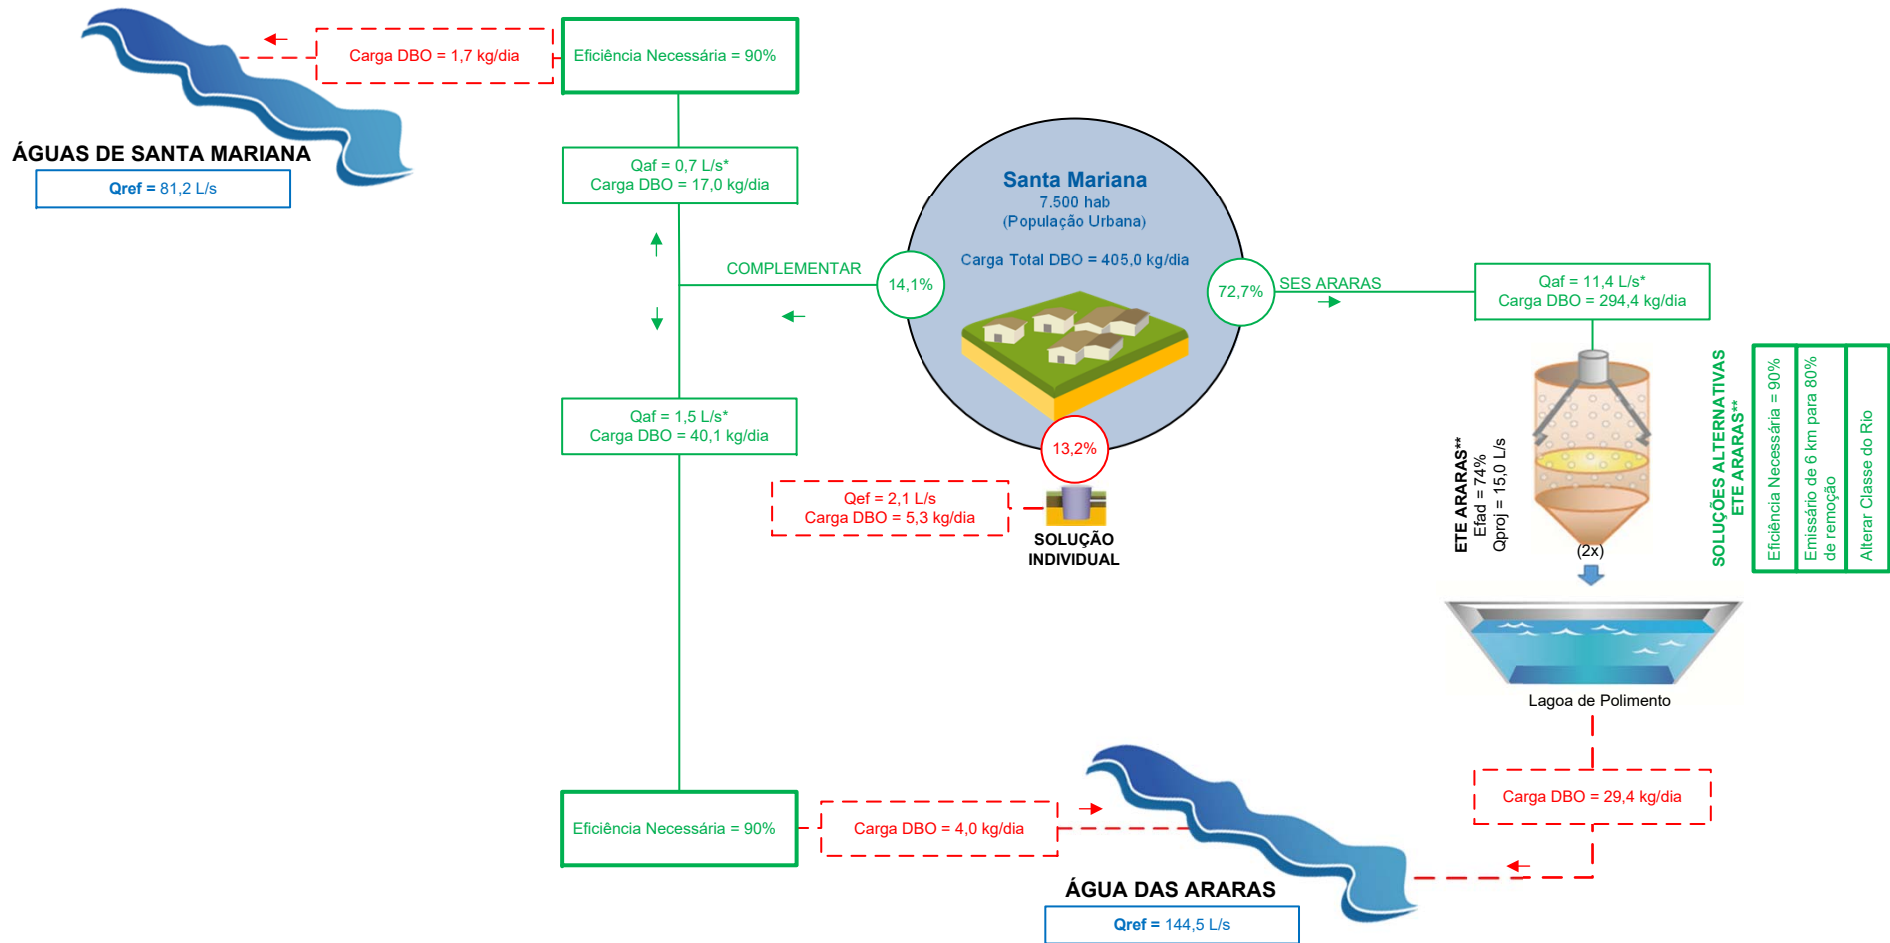 Carga DBO = 1,7 kg/dia
Eficiência Necessária = 90%
ÁGUAS DE SANTA MARIANA
Qref = 81,2 L/s
Qaf = 0,7 L/s*
Carga DBO = 17,0 kg/dia
COMPLEMENTAR
14,1%
Santa Mariana
7.500 hab
(População Urbana)
Carga Total DBO = 405,0 kg/dia
72,7%
SES ARARAS
Qaf = 11,4 L/s*
Carga DBO = 294,4 kg/dia
Qaf = 1,5 L/s*
Carga DBO = 40,1 kg/dia
13,2%
Qef = 2,1 L/s
Carga DBO = 5,3 kg/dia
SOLUÇÃO
INDIVIDUAL
ETE ARARAS**
Efad = 74%
Qproj = 15,0 L/s
(2x)
SOLUÇÕES ALTERNATIVAS
ETE ARARAS**
Eficiência Necessária = 90%
Emissário de 6 km para 80%
de remoção
Alterar Classe do Rio
Lagoa de Polimento
Carga DBO = 29,4 kg/dia
Eficiência Necessária = 90%
Carga DBO = 4,0 kg/dia
ÁGUA DAS ARARAS
Qref = 144,5 L/s